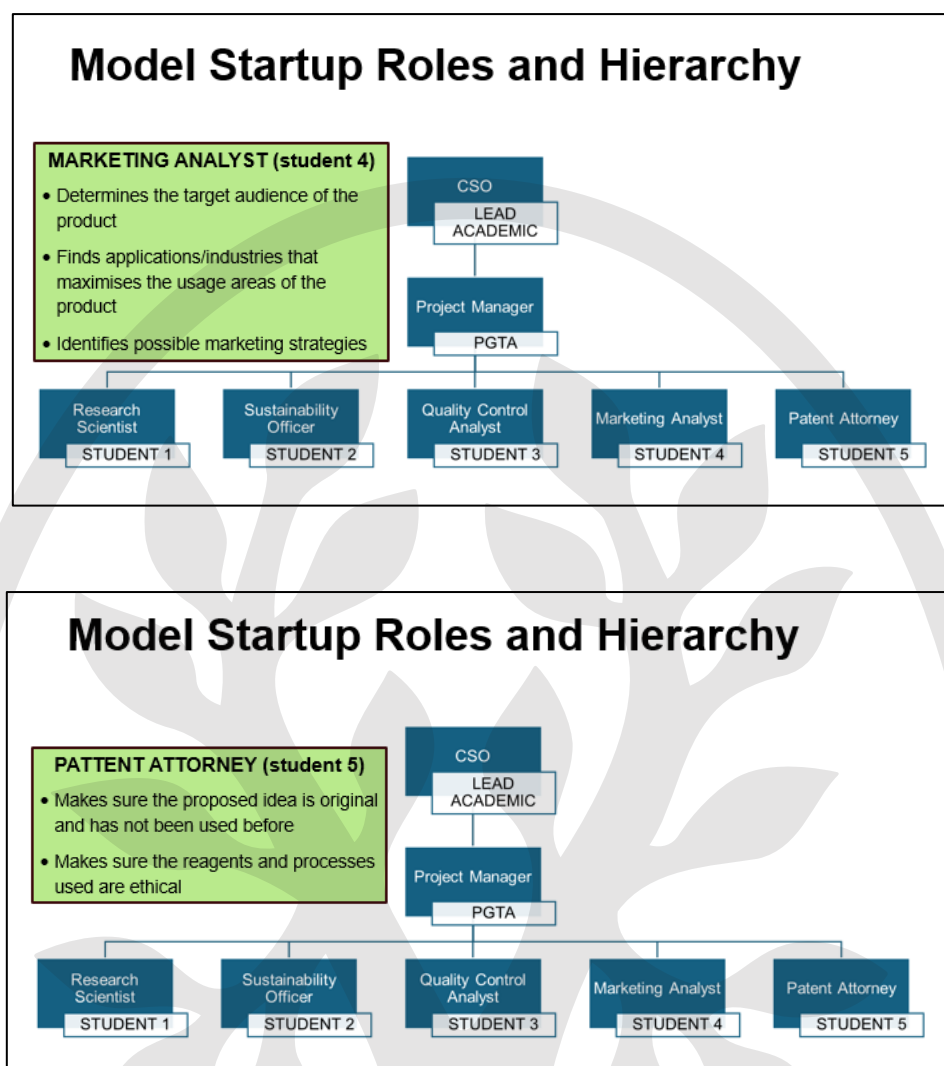 Model Startup Roles and Hierarchy
MARKETING ANALYST (student 4)
• Determines the target audience of the
product
• Finds applications/industries that
maximises the usage areas of the
product
• Identifies possible marketing strategies
CSO
LEAD
ACADEMIC
Project Manager
PGTA
Research
Scientist
STUDENT 1
Sustainability
Officer
STUDENT 2
Quality Control
Analyst
STUDENT 3
Marketing Analyst
STUDENT 4
Patent Attorney
STUDENT 5
Model Startup Roles and Hierarchy
PATTENT ATTORNEY (student 5)
• Makes sure the proposed idea is original
and has not been used before
• Makes sure the reagents and processes
used are ethical
CSO
LEAD
ACADEMIC
Project Manager
PGTA
Research
Scientist
STUDENT 1
Sustainability
Officer
STUDENT 2
Quality Control
Analyst
STUDENT 3
Marketing Analyst
STUDENT 4
Patent Attorney
STUDENT 5